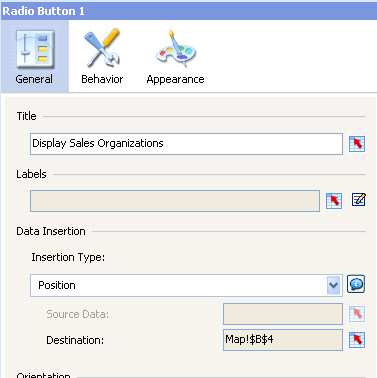 Radio Button 1
General Behavior Appearance
Title
Display Sales Organizations
Labels
Data Insertion
Insertion Type:
Position
Source Data:
Destination: Map!$B$4
Orientation